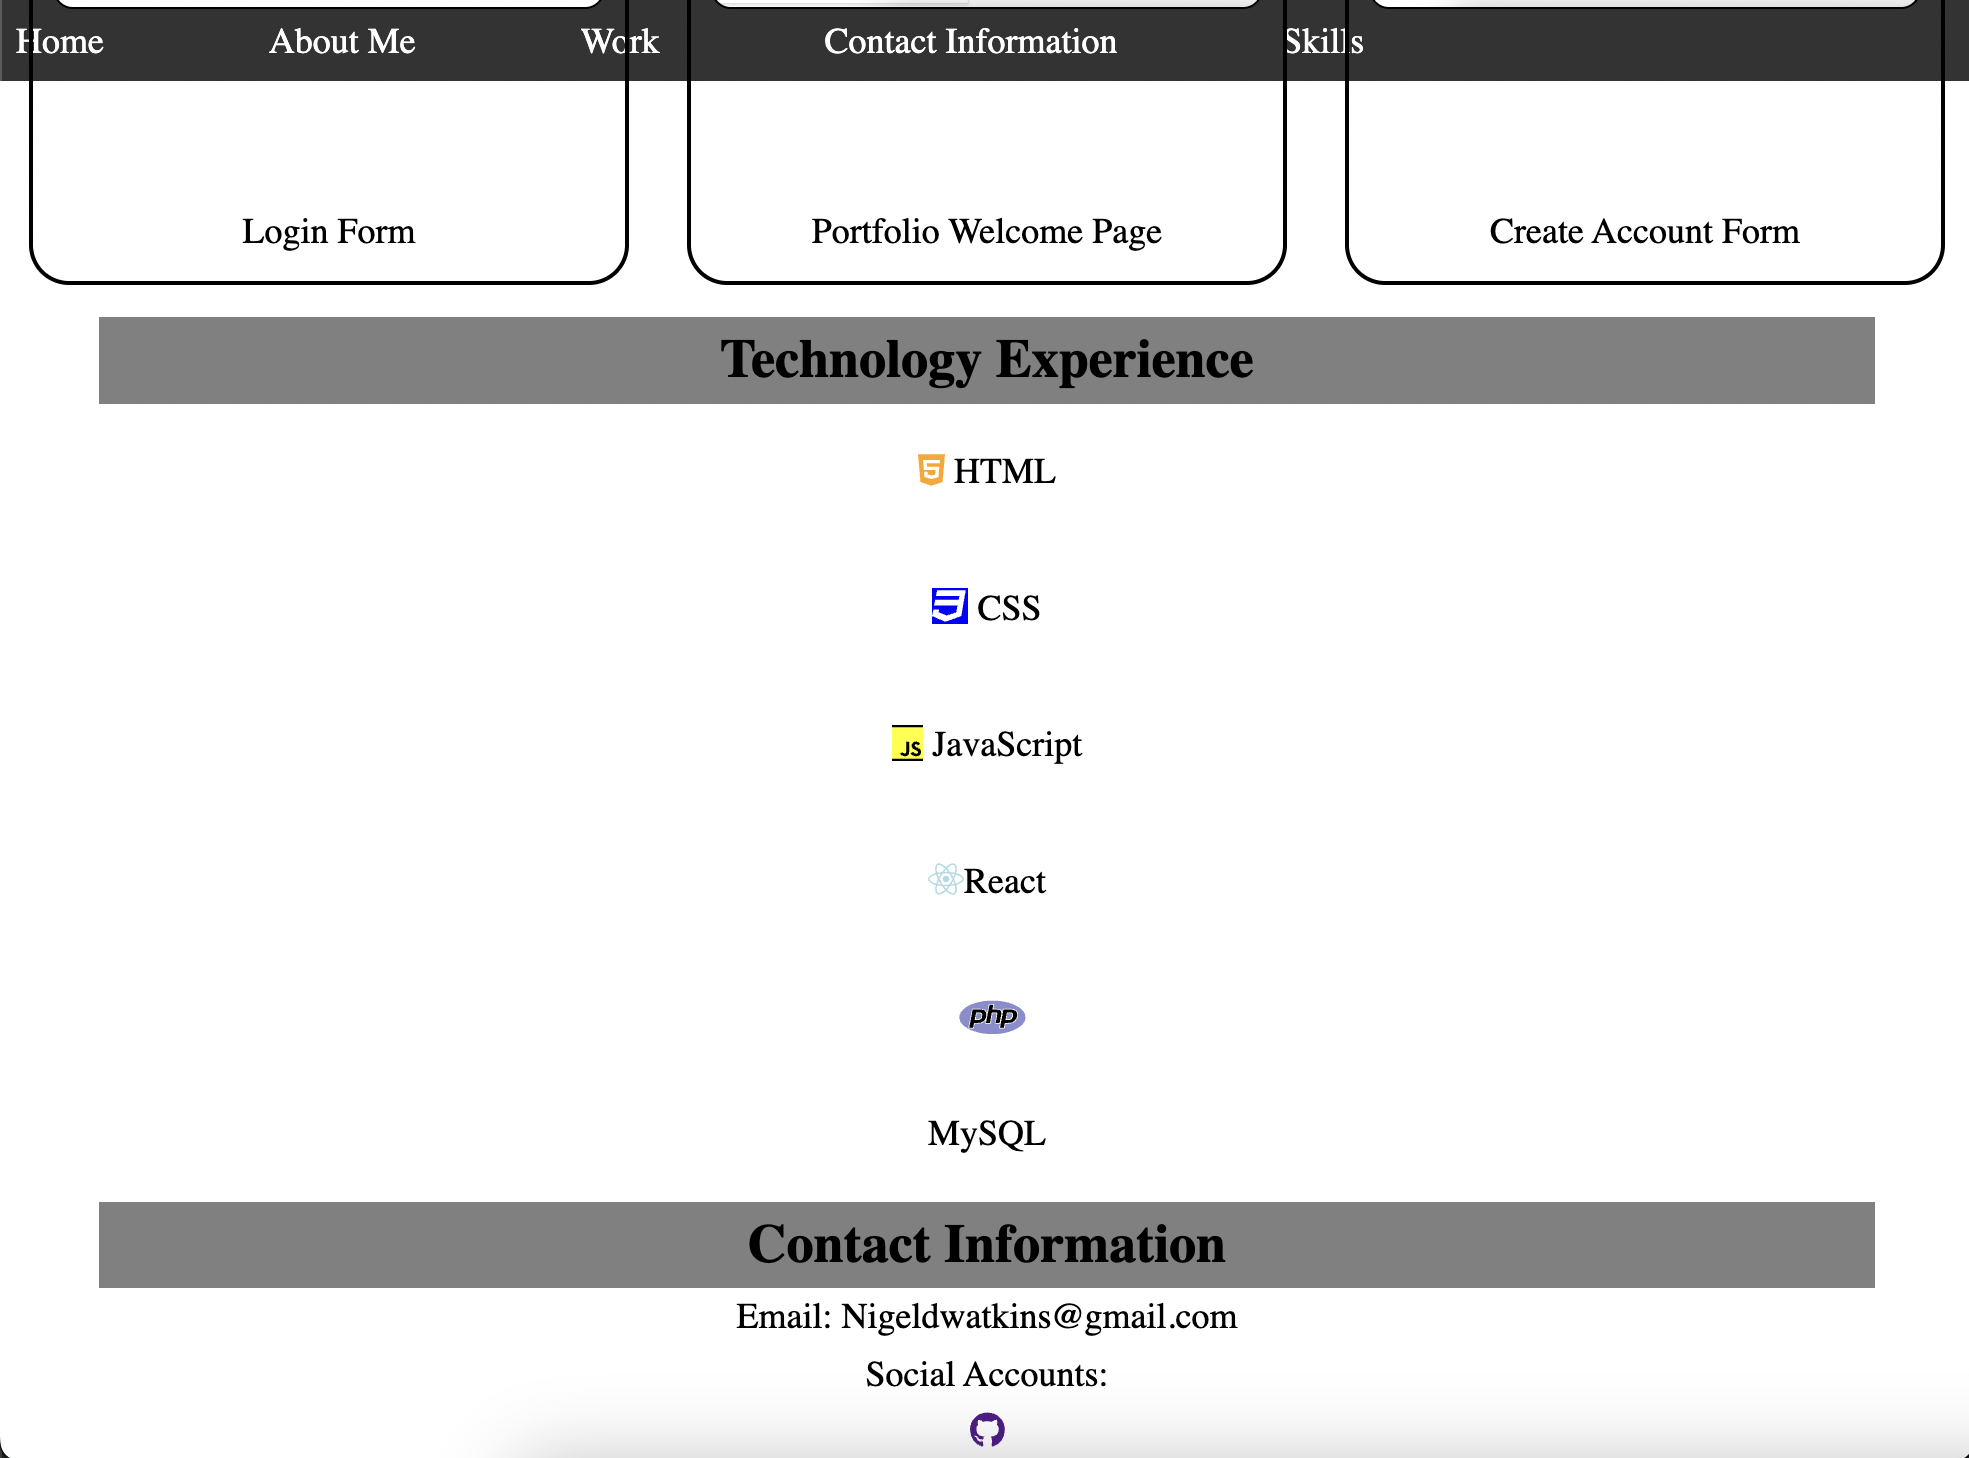 Home About Me Work Contact Information Skills
Login Form Portfolio Welcome Page Create Account Form
Technology Experience
5 HTML
CSS
JS JavaScript
React
php
MySQL
Contact Information
Email: Nigeldwatkins@gmail.com
Social Accounts: